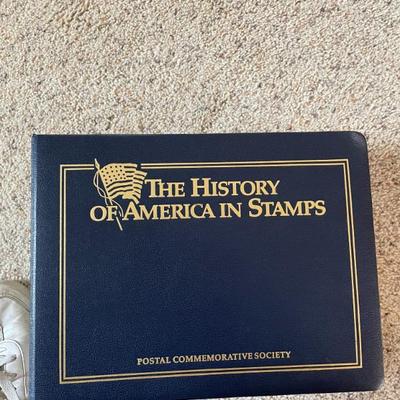 THE HISTORY
OF AMERICA IN STAMPS
POSTAL COMMEMORATIVE SOCIETY